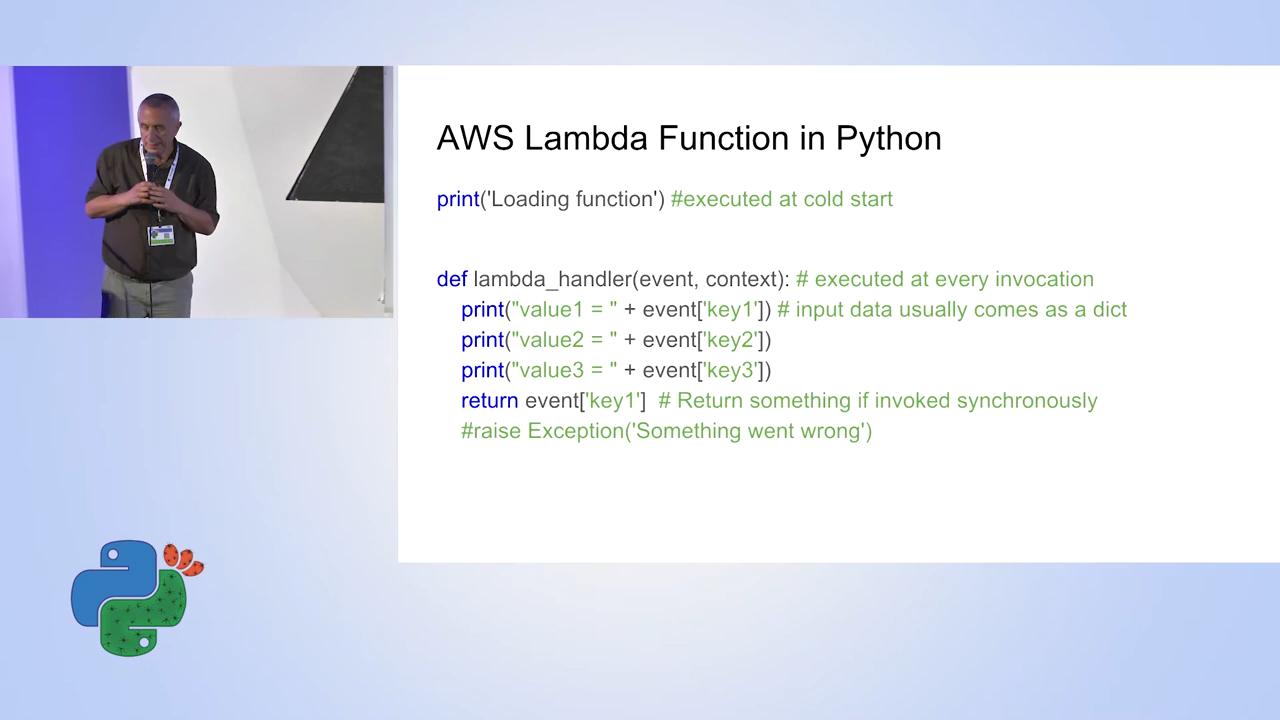 AWS Lambda Function in Python
print('Loading function') #executed at cold start
def lambda_handler(event, context): # executed at every invocation
print("value1 = " + event['key1']) # input data usually comes as a dict
print("value2 = " + event['key2'])
print("value3 = " + event['key3'])
return event['key1']  # Return something if invoked synchronously
#raise Exception('Something went wrong')